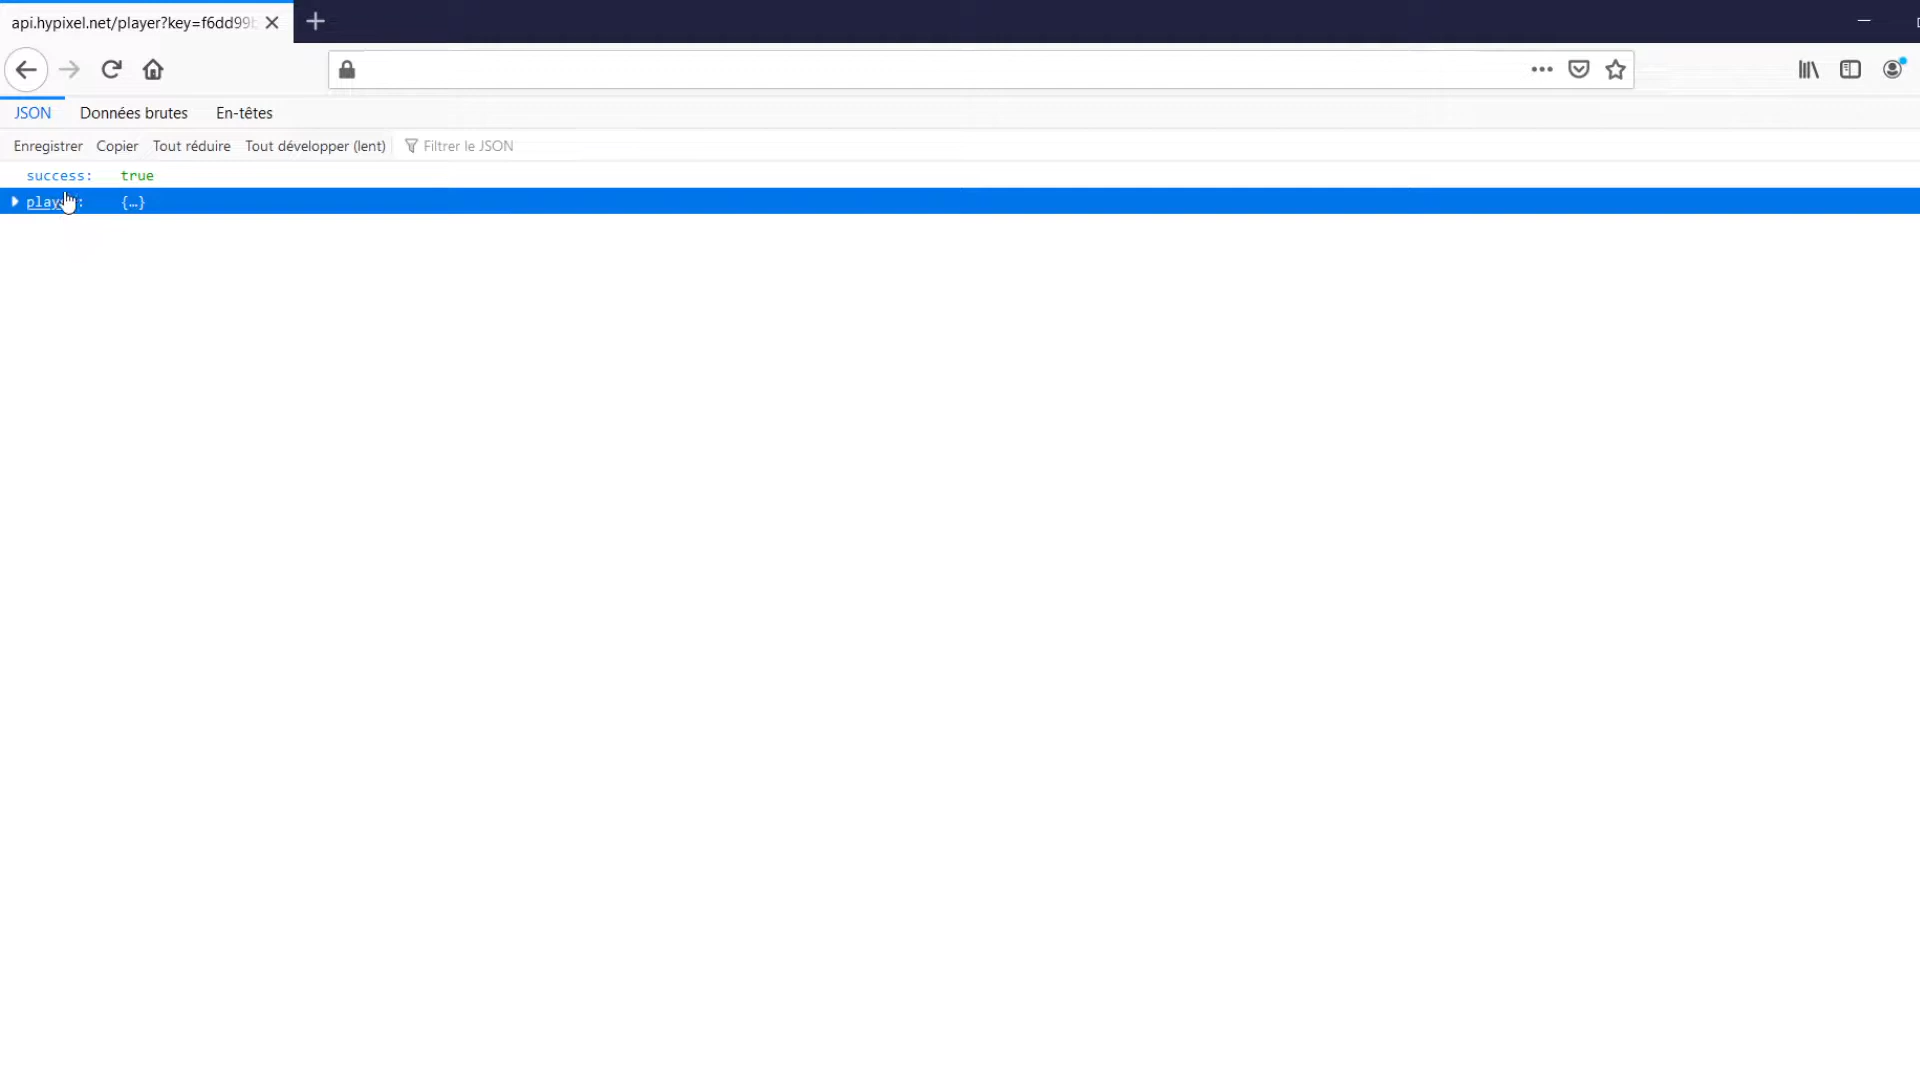 api.hypixel.net/player?key=f6dd99
JSON Données brutes En-têtes
Enregistrer Copier Tout réduire Tout développer (lent) Filtrer le JSON
success: true
{…}